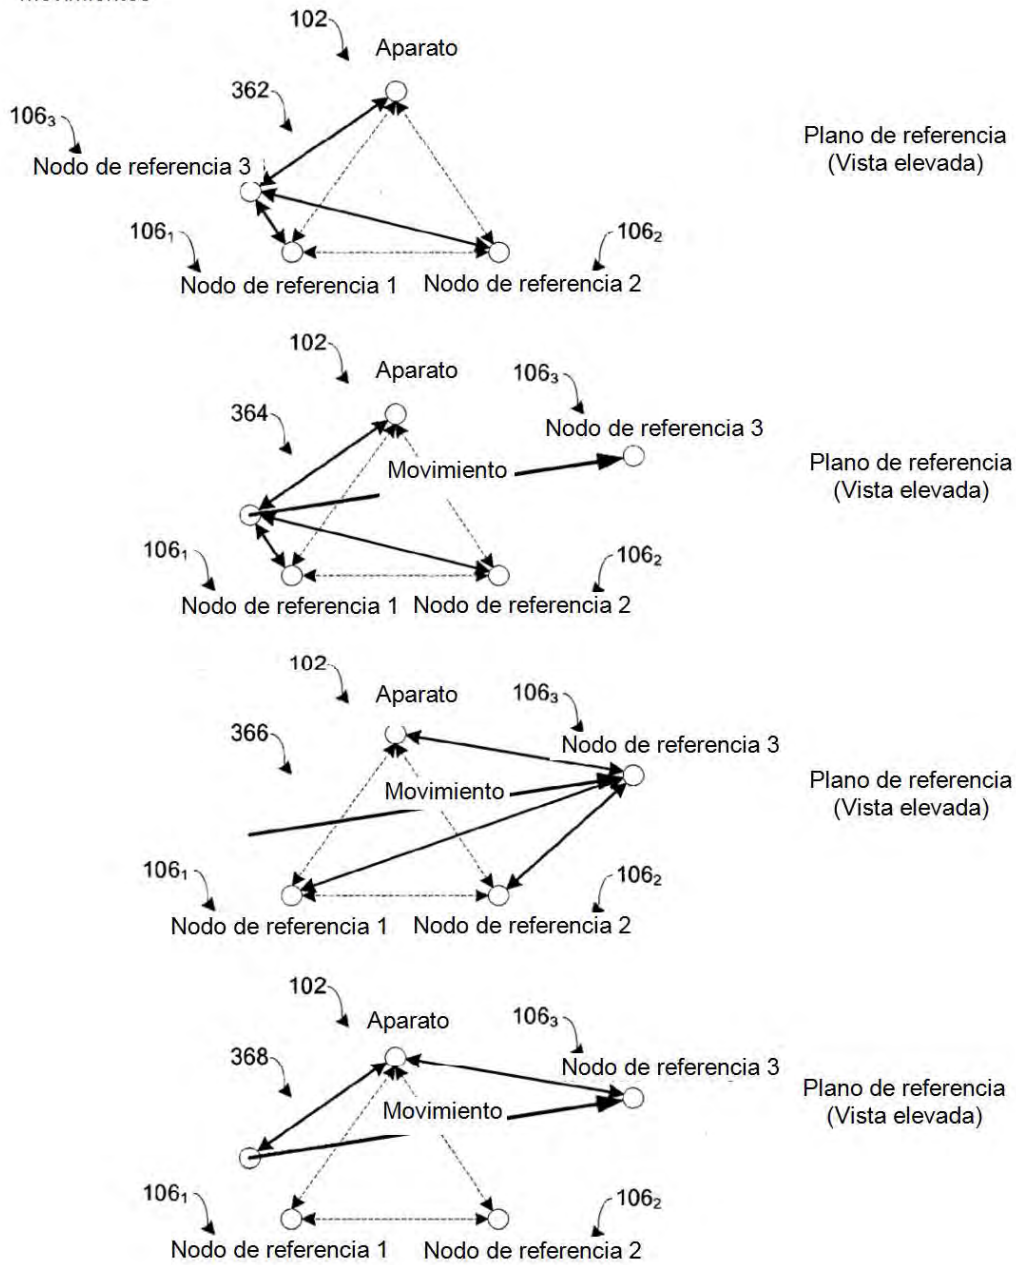 102
Aparato
362
106₃
Nodo de referencia 3
Plano de referencia
(Vista elevada)
106₁
106₂
Nodo de referencia 1
Nodo de referencia 2
102
Aparato
106₃
364
Nodo de referencia 3
Movimiento
Plano de referencia
(Vista elevada)
106₁
106₂
Nodo de referencia 1
Nodo de referencia 2
102
Aparato
106₃
366
Nodo de referencia 3
Movimiento
Plano de referencia
(Vista elevada)
106₁
106₂
Nodo de referencia 1
Nodo de referencia 2
102
Aparato
106₃
368
Nodo de referencia 3
Movimiento
Plano de referencia
(Vista elevada)
106₁
106₂
Nodo de referencia 1
Nodo de referencia 2